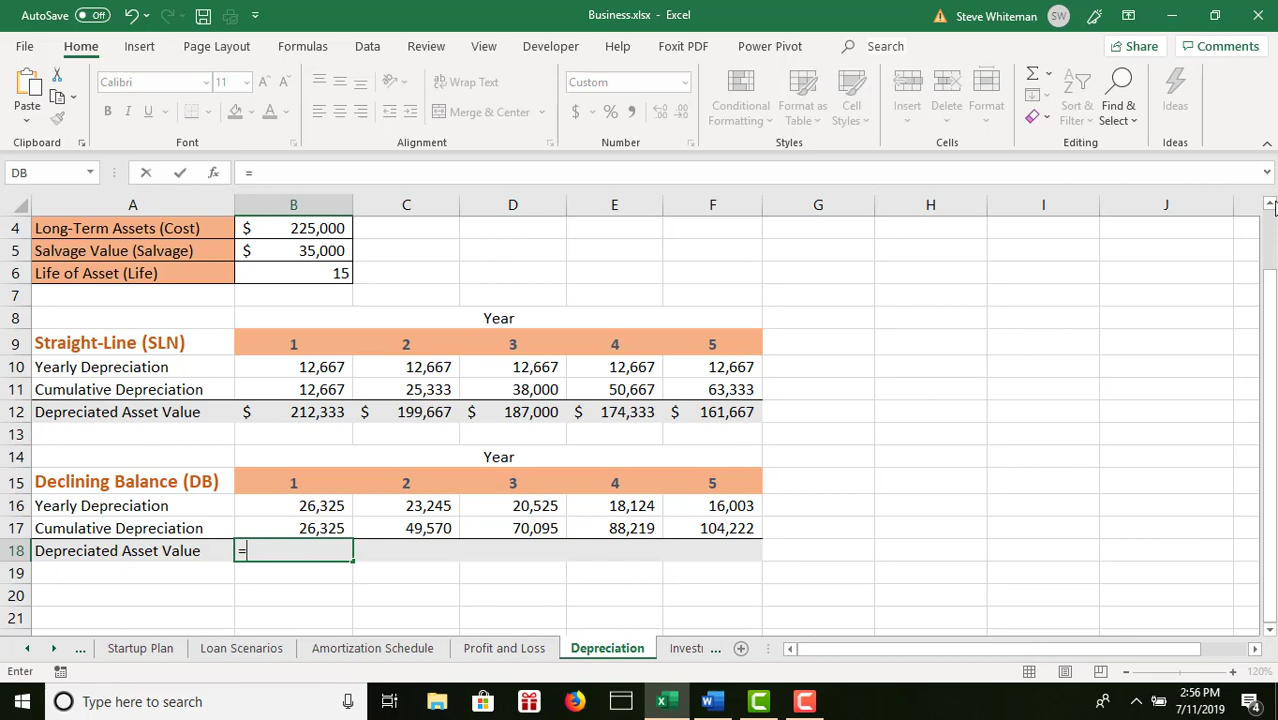 AutoSave Off Business.xlsx - Excel Steve Whiteman SW
File Home Insert Page Layout Formulas Data Review View Developer Help Foxit PDF Power Pivot Search Share Comments
Paste Calibri 11 Wrap Text Custom Conditional Formatting Format as Table Cell Styles Insert Delete Format Sort & Filter Find & Select Ideas
B I U Merge & Center $ %
Clipboard Font Alignment Number Styles Cells Editing Ideas
DB fx =
A B C D E F G H I J
4 Long-Term Assets (Cost) $ 225,000
5 Salvage Value (Salvage) $ 35,000
6 Life of Asset (Life) 15
7
8 Year
9 Straight-Line (SLN) 1 2 3 4 5
10 Yearly Depreciation 12,667 12,667 12,667 12,667 12,667
11 Cumulative Depreciation 12,667 25,333 38,000 50,667 63,333
12 Depreciated Asset Value $ 212,333 $ 199,667 $ 187,000 $ 174,333 $ 161,667
13
14 Year
15 Declining Balance (DB) 1 2 3 4 5
16 Yearly Depreciation 26,325 23,245 20,525 18,124 16,003
17 Cumulative Depreciation 26,325 49,570 70,095 88,219 104,222
18 Depreciated Asset Value =
19
20
21
... Startup Plan Loan Scenarios Amortization Schedule Profit and Loss Depreciation Investi ...
Enter 120%
Type here to search 2:56 PM
7/11/2019 4